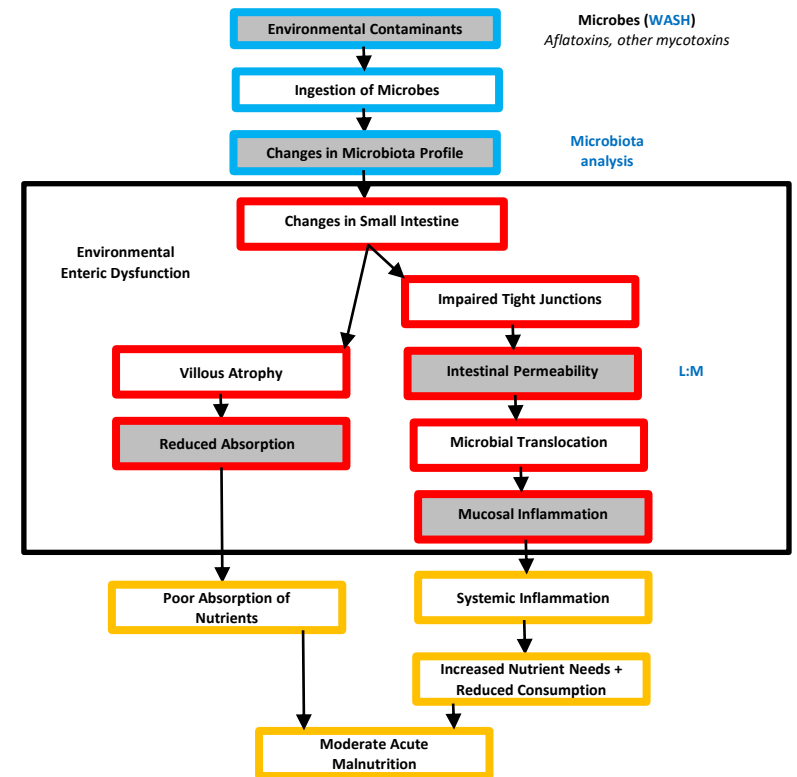 Environmental Contaminants
Microbes (WASH)
Aflatoxins, other mycotoxins
Ingestion of Microbes
Changes in Microbiota Profile
Microbiota
analysis
Changes in Small Intestine
Environmental
Enteric Dysfunction
Impaired Tight Junctions
Villous Atrophy
Intestinal Permeability
L:M
Reduced Absorption
Microbial Translocation
Mucosal Inflammation
Poor Absorption of
Nutrients
Systemic Inflammation
Increased Nutrient Needs +
Reduced Consumption
Moderate Acute
Malnutrition